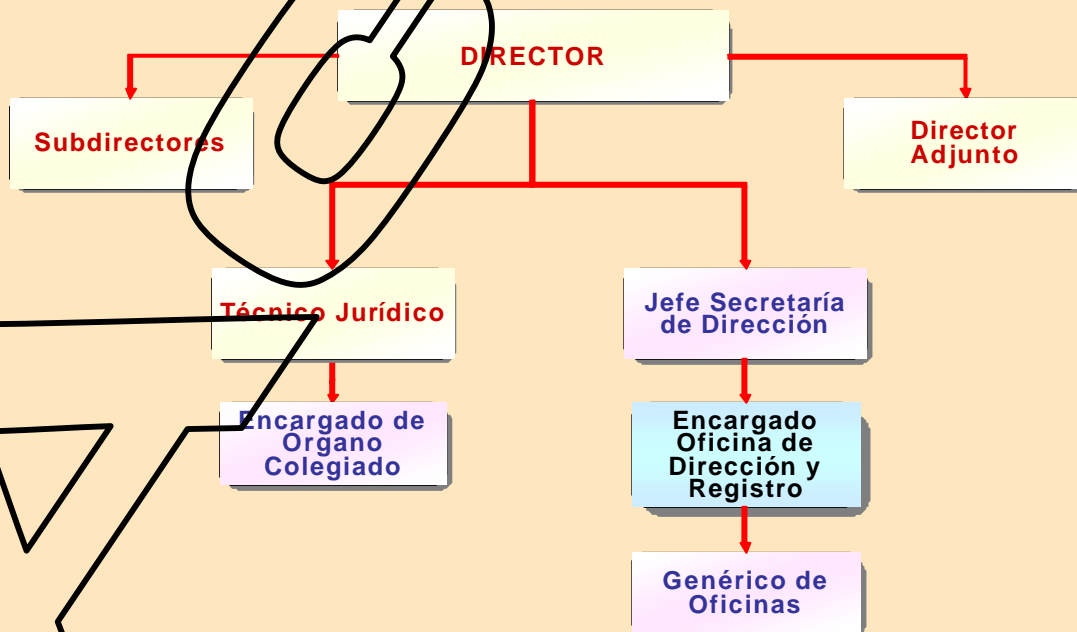 DIRECTOR
Subdirectores
Director
Adjunto
Técnico Jurídico
Jefe Secretaría
de Dirección
Encargado de
Órgano
Colegiado
Encargado
Oficina de
Dirección y
Registro
Genérico de
Oficinas